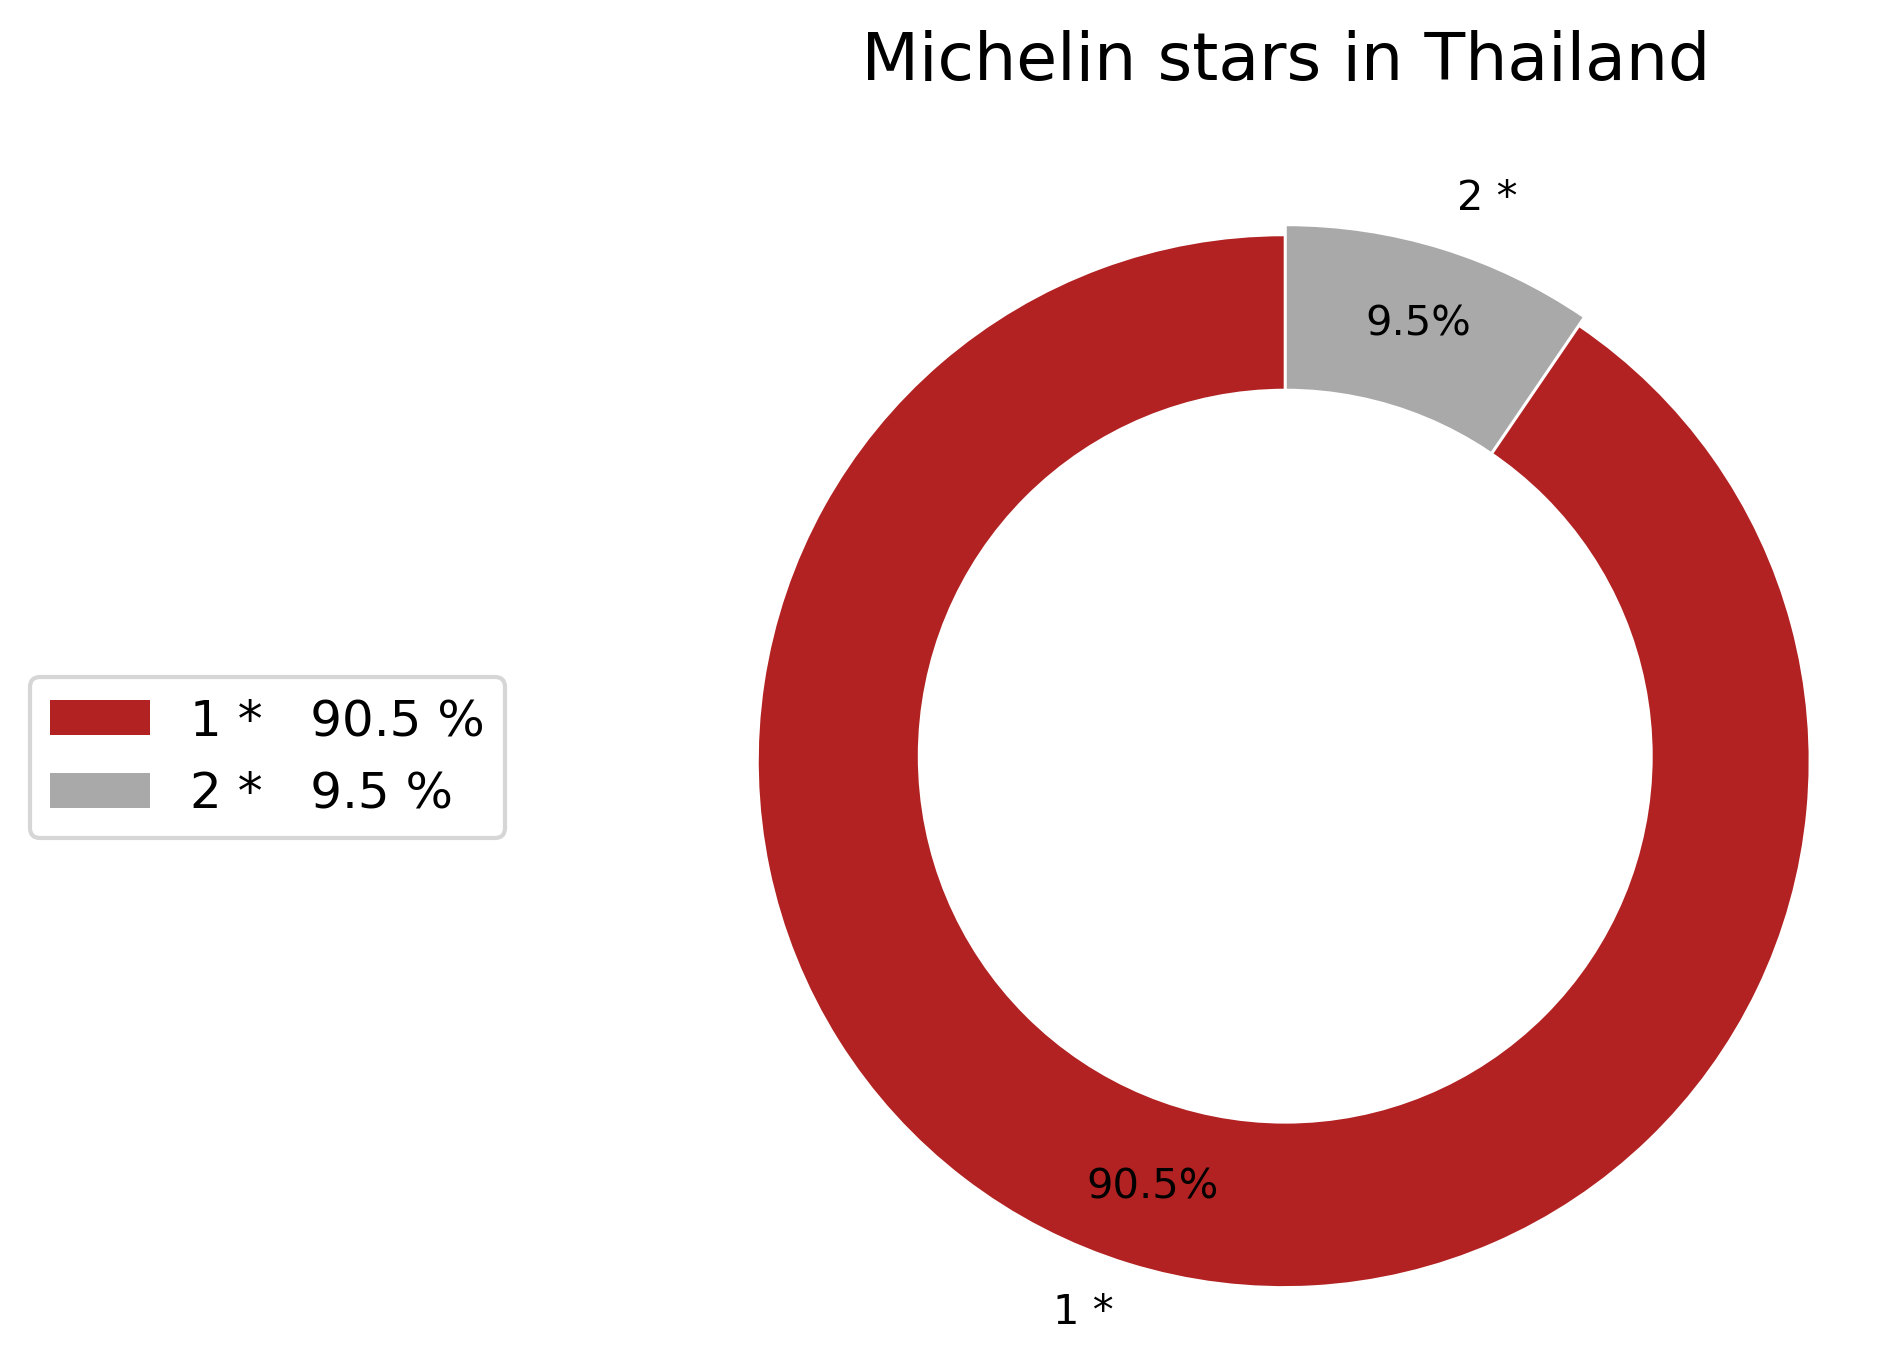 Michelin stars in Thailand
2 *
9.5%
1 *   90.5 %
2 *   9.5 %
90.5%
1 *